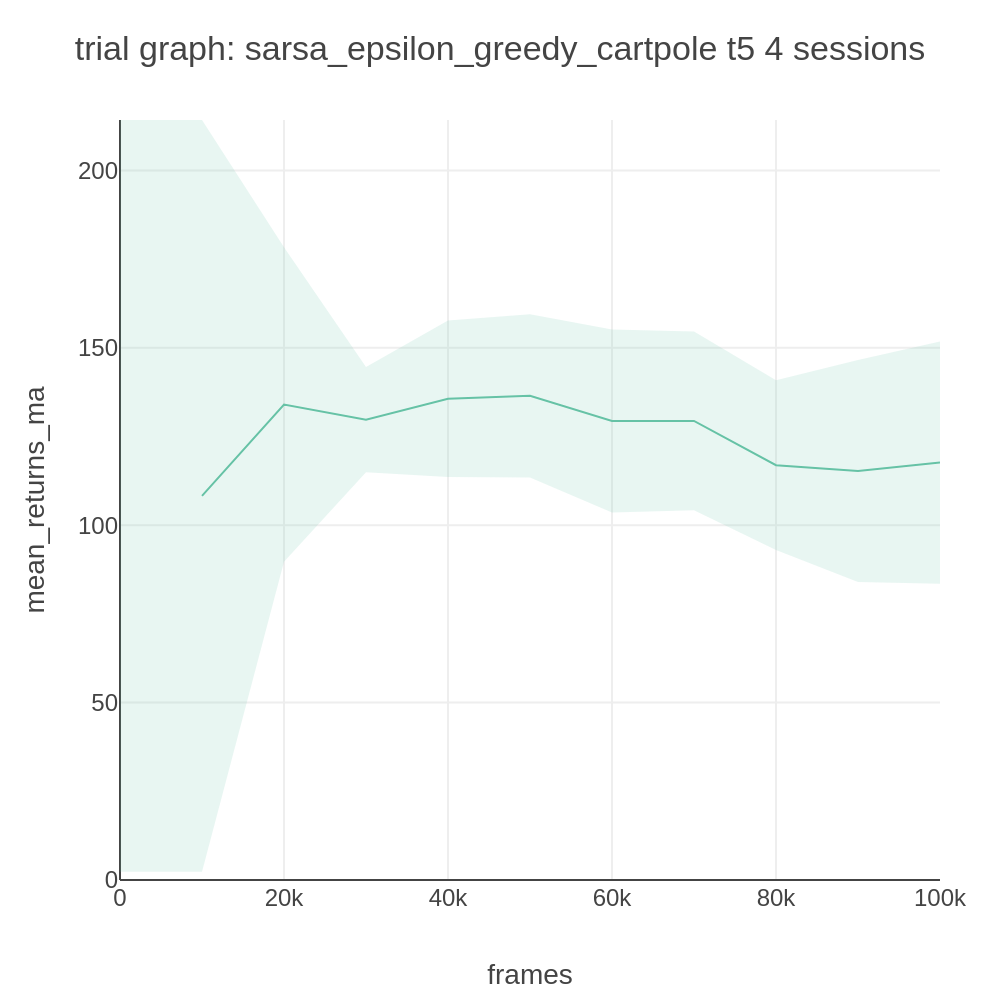 trial graph: sarsa_epsilon_greedy_cartpole t5 4 sessions
200
150
100
50
0
0 20k 40k 60k 80k 100k
mean_returns_ma
frames